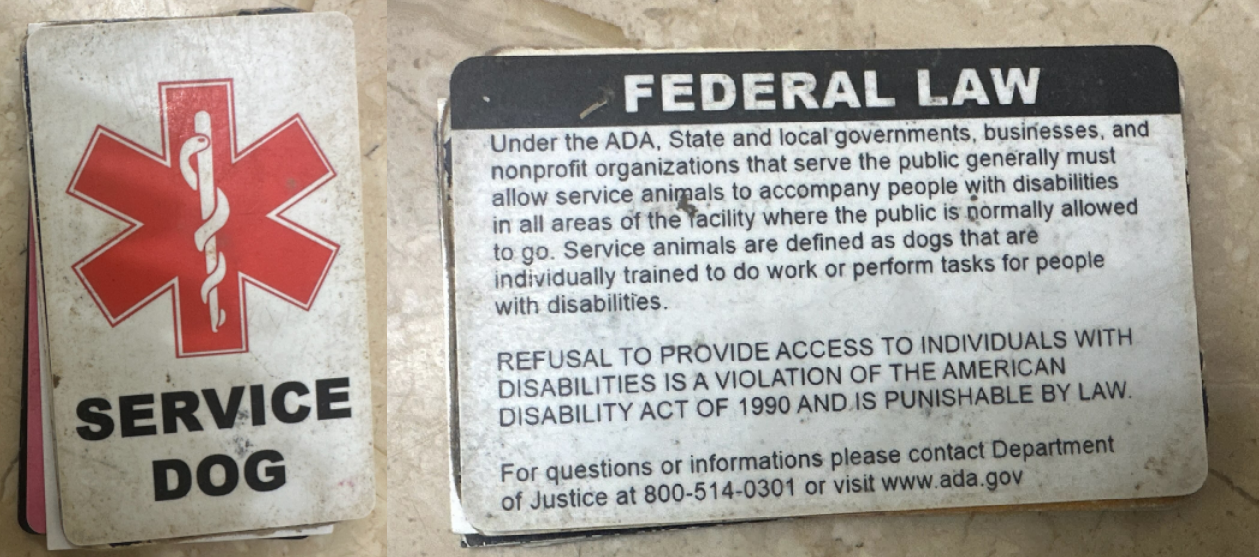 SERVICE
DOG
FEDERAL LAW
Under the ADA, State and local governments, businesses, and
nonprofit organizations that serve the public generally must
allow service animals to accompany people with disabilities
in all areas of the facility where the public is normally allowed
to go. Service animals are defined as dogs that are
individually trained to do work or perform tasks for people
with disabilities.
REFUSAL TO PROVIDE ACCESS TO INDIVIDUALS WITH
DISABILITIES IS A VIOLATION OF THE AMERICAN
DISABILITY ACT OF 1990 AND IS PUNISHABLE BY LAW.
For questions or informations please contact Department
of Justice at 800-514-0301 or visit www.ada.gov